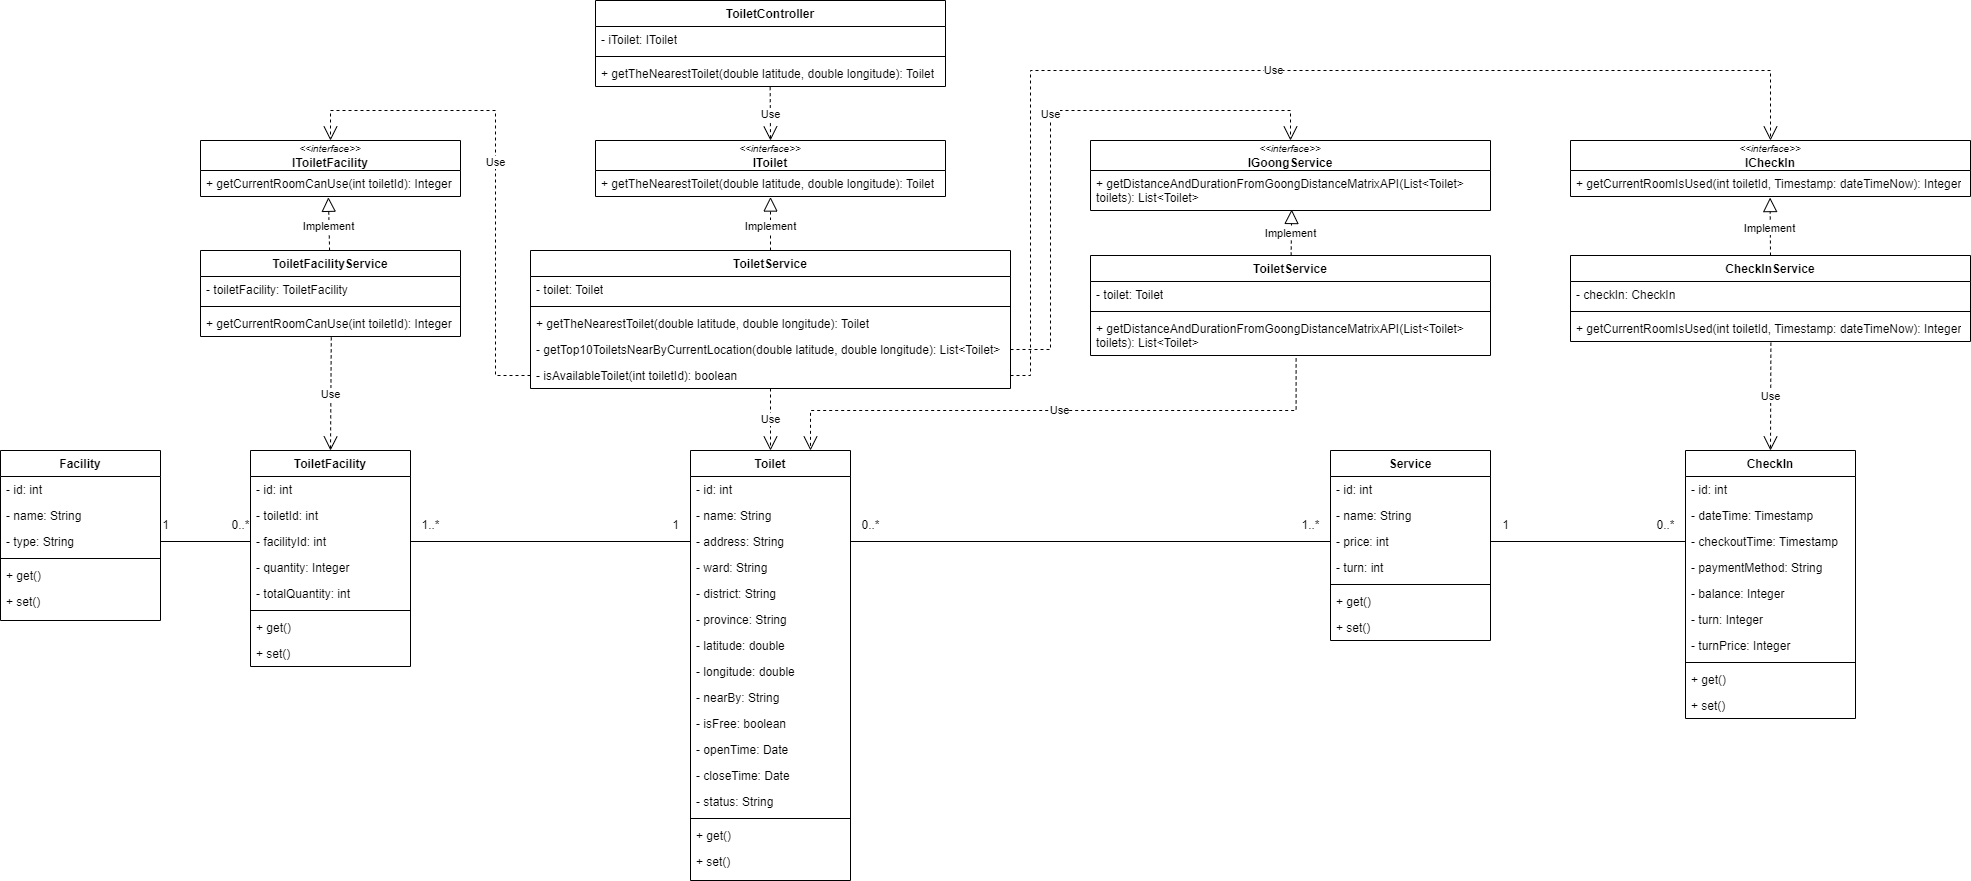 ToiletController
- iToilet: IToilet
+ getTheNearestToilet(double latitude, double longitude): Toilet
Use
Use
Use
Use
<<interface>>
IToiletFacility
+ getCurrentRoomCanUse(int toiletId): Integer
<<interface>>
IToilet
+ getTheNearestToilet(double latitude, double longitude): Toilet
<<interface>>
IGoongService
+ getDistanceAndDurationFromGoongDistanceMatrixAPI(List<Toilet>
toilets): List<Toilet>
<<interface>>
ICheckIn
+ getCurrentRoomIsUsed(int toiletId, Timestamp: dateTimeNow): Integer
Implement
Implement
Implement
Implement
ToiletFacilityService
- toiletFacility: ToiletFacility
+ getCurrentRoomCanUse(int toiletId): Integer
ToiletService
- toilet: Toilet
+ getTheNearestToilet(double latitude, double longitude): Toilet
- getTop10ToiletsNearByCurrentLocation(double latitude, double longitude): List<Toilet>
- isAvailableToilet(int toiletId): boolean
ToiletService
- toilet: Toilet
+ getDistanceAndDurationFromGoongDistanceMatrixAPI(List<Toilet>
toilets): List<Toilet>
CheckInService
- checkIn: CheckIn
+ getCurrentRoomIsUsed(int toiletId, Timestamp: dateTimeNow): Integer
Use
Use
Use
Use
Facility
- id: int
- name: String
- type: String
+ get()
+ set()
1
0..*
ToiletFacility
- id: int
- toiletId: int
- facilityId: int
- quantity: Integer
- totalQuantity: int
+ get()
+ set()
1..*
1
Toilet
- id: int
- name: String
- address: String
- ward: String
- district: String
- province: String
- latitude: double
- longitude: double
- nearBy: String
- isFree: boolean
- openTime: Date
- closeTime: Date
- status: String
+ get()
+ set()
0..*
1..*
Service
- id: int
- name: String
- price: int
- turn: int
+ get()
+ set()
1
0..*
CheckIn
- id: int
- dateTime: Timestamp
- checkoutTime: Timestamp
- paymentMethod: String
- balance: Integer
- turn: Integer
- turnPrice: Integer
+ get()
+ set()